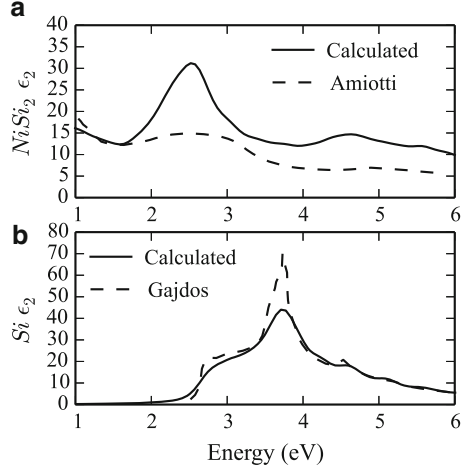 a
NiSi₂ ϵ₂
40
35
30
25
20
15
10
5
0
Calculated
Amiotti
1 2 3 4 5 6
b
Si ϵ₂
80
70
60
50
40
30
20
10
0
Calculated
Gajdos
1 2 3 4 5 6
Energy (eV)